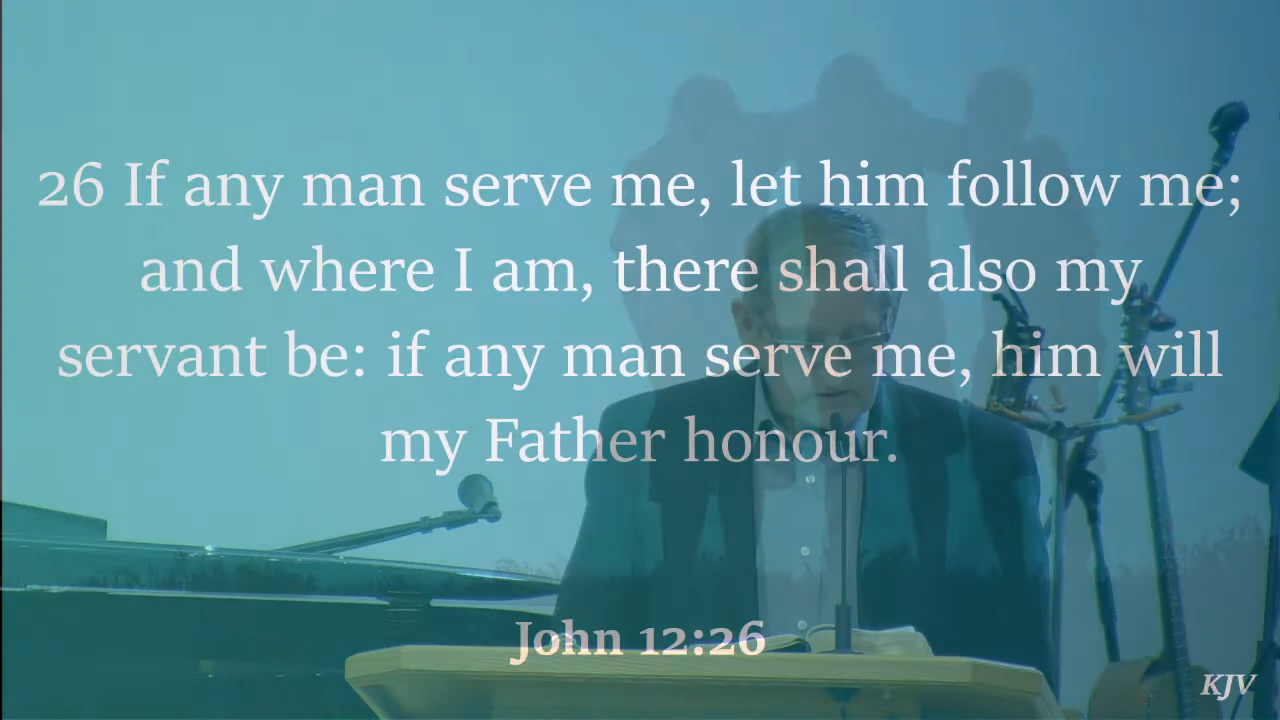 26 If any man serve me, let him follow me;
and where I am, there shall also my
servant be: if any man serve me, him will
my Father honour.
John 12:26
KJV